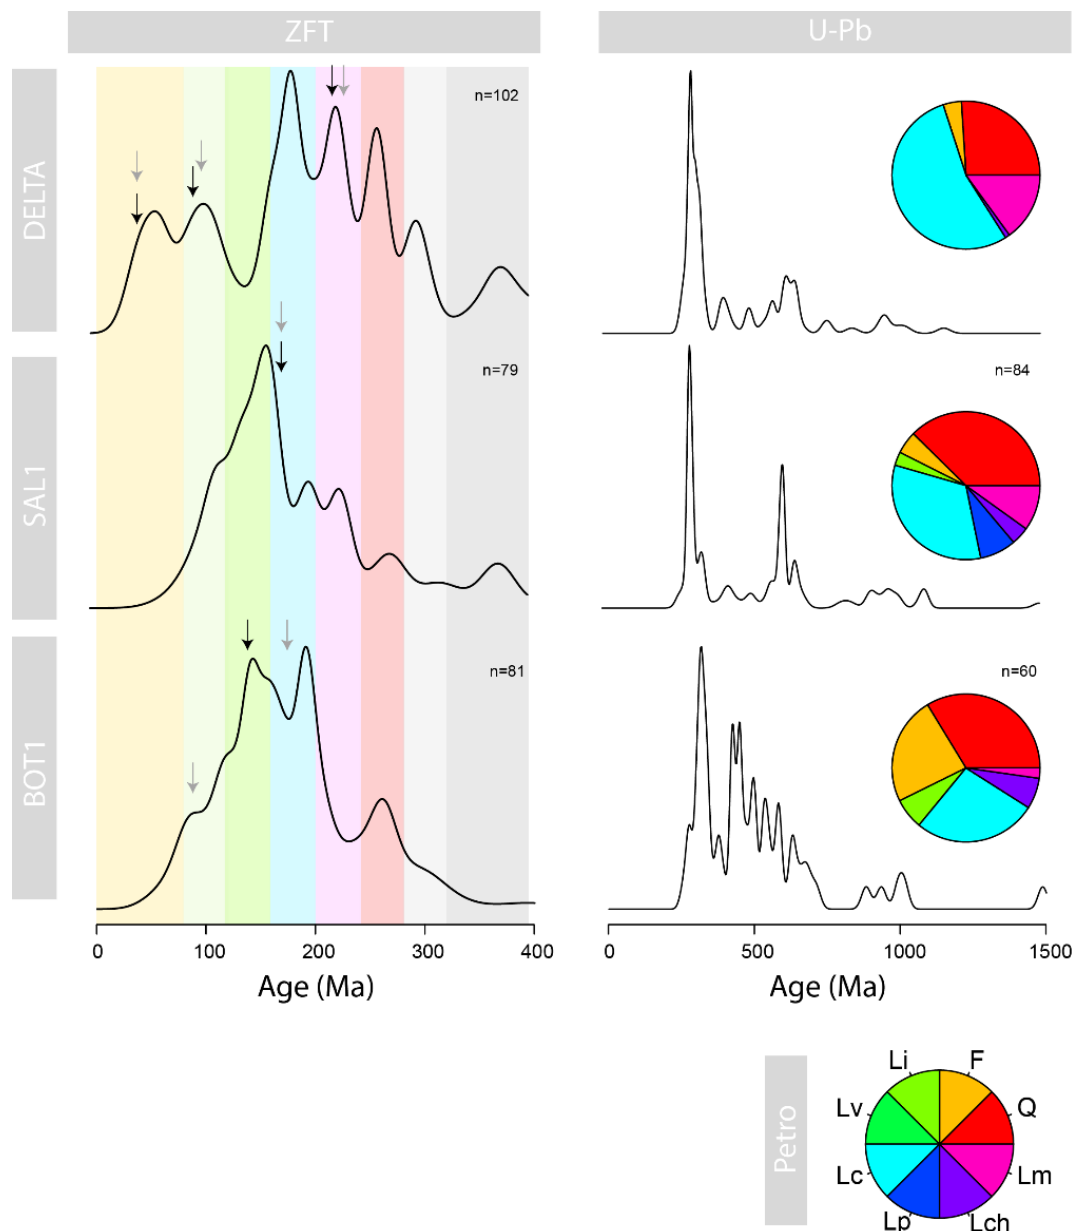 ZFT
U-Pb
DELTA
n=102
SAL1
n=79
n=84
BOT1
n=81
n=60
0 100 200 300 400
0 500 1000 1500
Age (Ma)
Age (Ma)
Petro
Li F
Lv Q
Lc Lm
Lp Lch